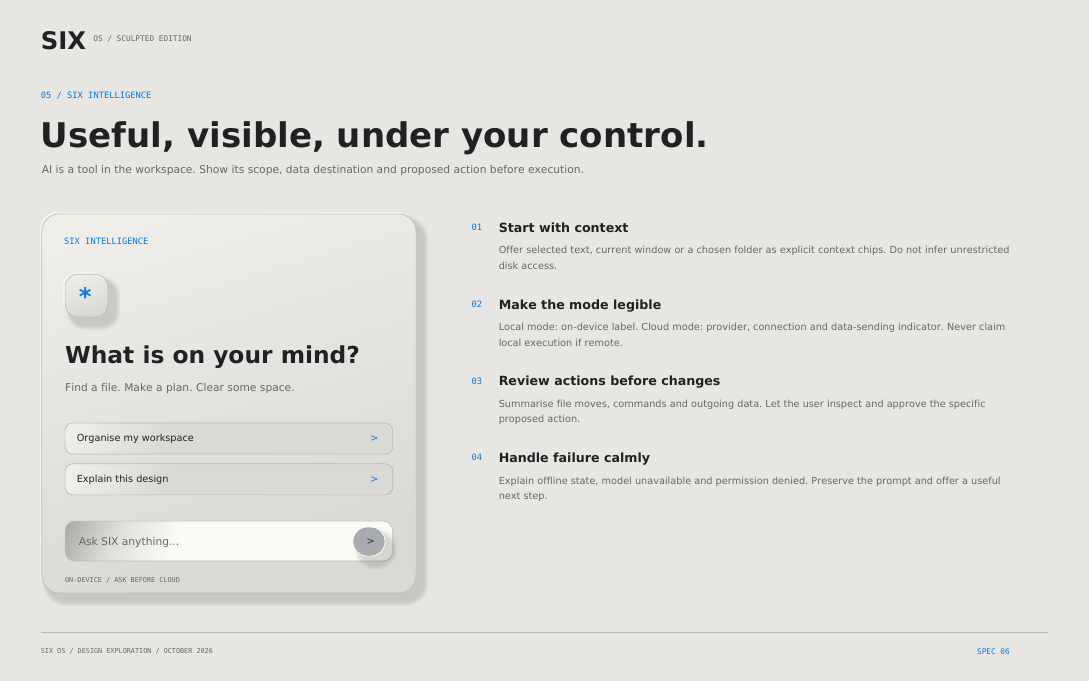 SIX OS / SCULPTED EDITION
05 / SIX INTELLIGENCE
Useful, visible, under your control.
AI is a tool in the workspace. Show its scope, data destination and proposed action before execution.
SIX INTELLIGENCE
*
What is on your mind?
Find a file. Make a plan. Clear some space.
Organise my workspace >
Explain this design >
Ask SIX anything... >
ON-DEVICE / ASK BEFORE CLOUD
01 Start with context
Offer selected text, current window or a chosen folder as explicit context chips. Do not infer unrestricted
disk access.
02 Make the mode legible
Local mode: on-device label. Cloud mode: provider, connection and data-sending indicator. Never claim
local execution if remote.
03 Review actions before changes
Summarise file moves, commands and outgoing data. Let the user inspect and approve the specific
proposed action.
04 Handle failure calmly
Explain offline state, model unavailable and permission denied. Preserve the prompt and offer a useful
next step.
SIX OS / DESIGN EXPLORATION / OCTOBER 2026
SPEC 06